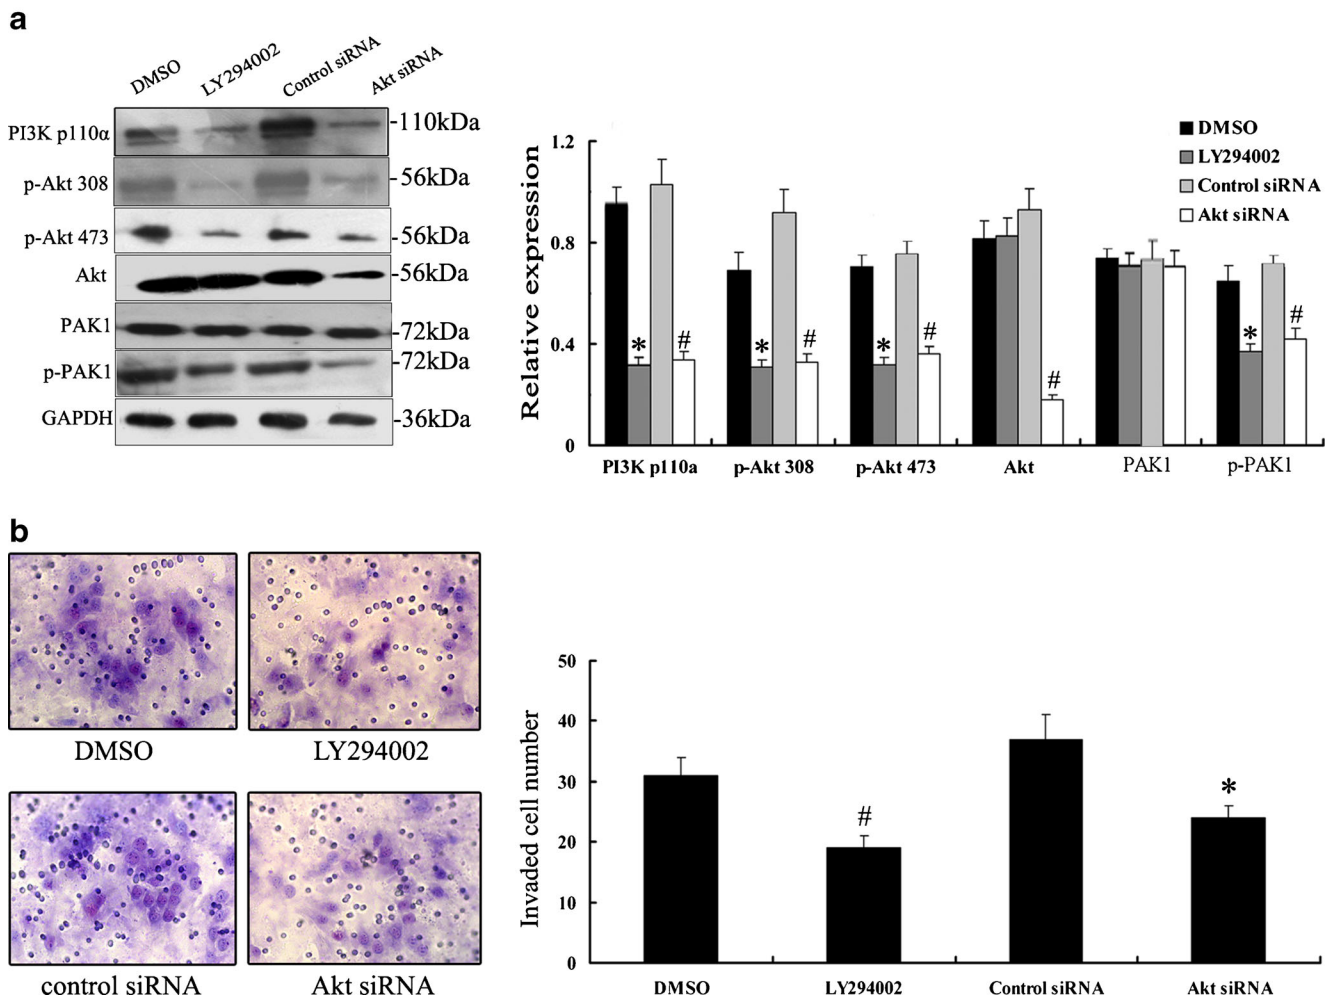 a
DMSO
LY294002
Control siRNA
Akt siRNA
PI3K p110α
-110kDa
p-Akt 308
-56kDa
p-Akt 473
-56kDa
Akt
-56kDa
PAK1
-72kDa
p-PAK1
-72kDa
GAPDH
-36kDa
DMSO
LY294002
Control siRNA
Akt siRNA
Relative expression
1.2
0.8
0.4
0
* # * # * # # * #
PI3K p110a p-Akt 308 p-Akt 473 Akt PAK1 p-PAK1
b
DMSO
LY294002
control siRNA
Akt siRNA
Invaded cell number
50
40
30
20
10
0
# *
DMSO LY294002 Control siRNA Akt siRNA